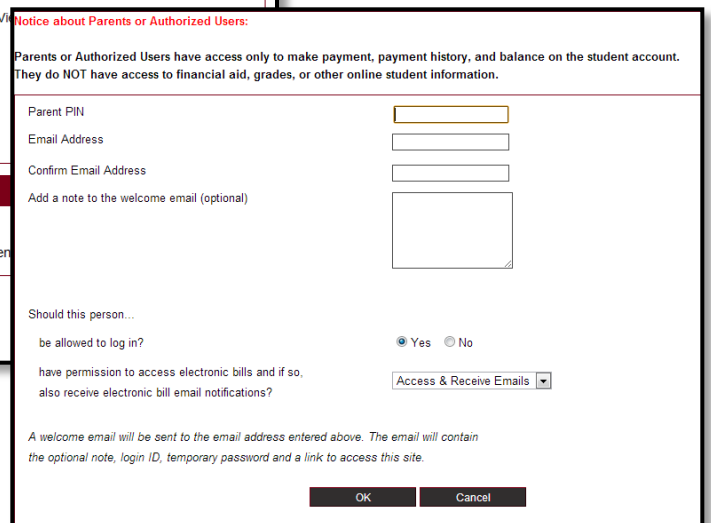 Notice about Parents or Authorized Users:
Parents or Authorized Users have access only to make payment, payment history, and balance on the student account.
They do NOT have access to financial aid, grades, or other online student information.
Parent PIN
Email Address
Confirm Email Address
Add a note to the welcome email (optional)
Should this person...
be allowed to log in? Yes No
have permission to access electronic bills and if so,
also receive electronic bill email notifications? Access & Receive Emails
A welcome email will be sent to the email address entered above. The email will contain
the optional note, login ID, temporary password and a link to access this site.
OK Cancel